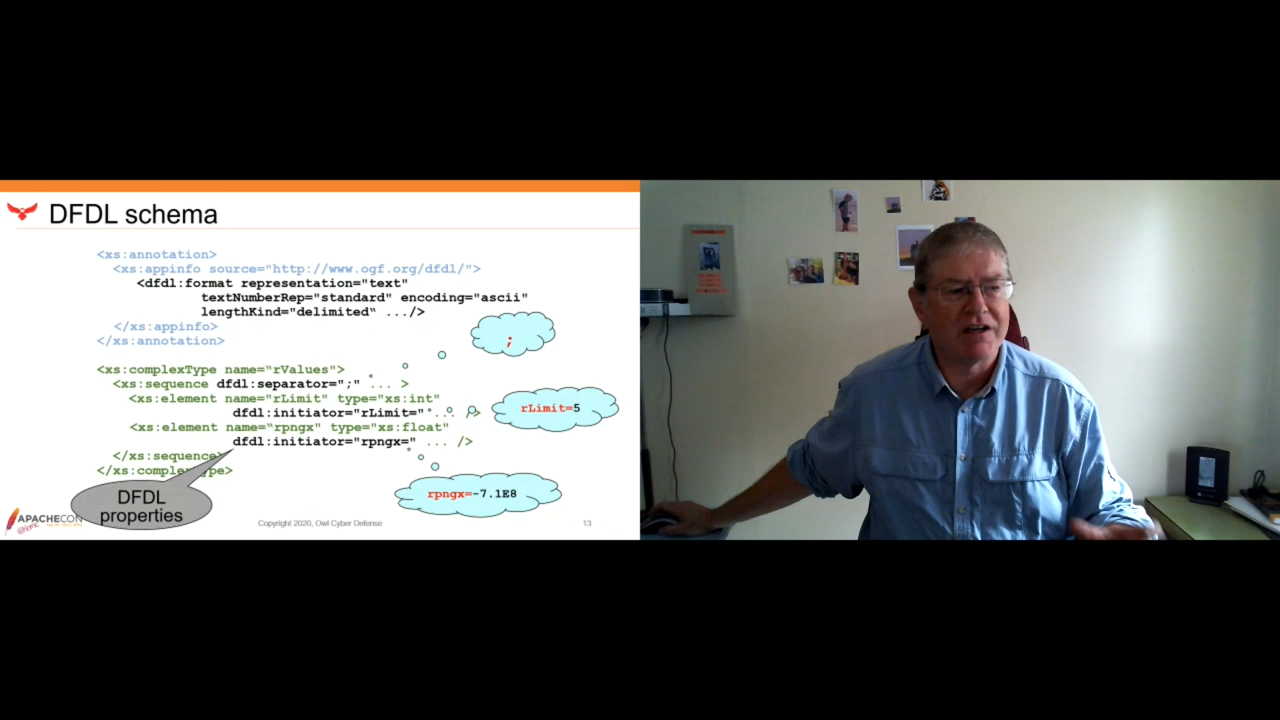 DFDL schema
<xs:annotation>
<xs:appinfo source="http://www.ogf.org/dfdl/">
<dfdl:format representation="text"
textNumberRep="standard" encoding="ascii"
lengthKind="delimited“ .../>
</xs:appinfo>
</xs:annotation>
;
<xs:complexType name=“rValues">
<xs:sequence dfdl:separator=";" ... >
<xs:element name="rLimit" type="xs:int"
dfdl:initiator="rLimit=" ... />
rLimit=5
<xs:element name=“rpngx" type="xs:float"
dfdl:initiator="rpngx=" ... />
</xs:sequence>
</xs:complexType>
rpngx=-7.1E8
DFDL
properties
APACHECON
@Home
Copyright 2020, Owl Cyber Defense
13